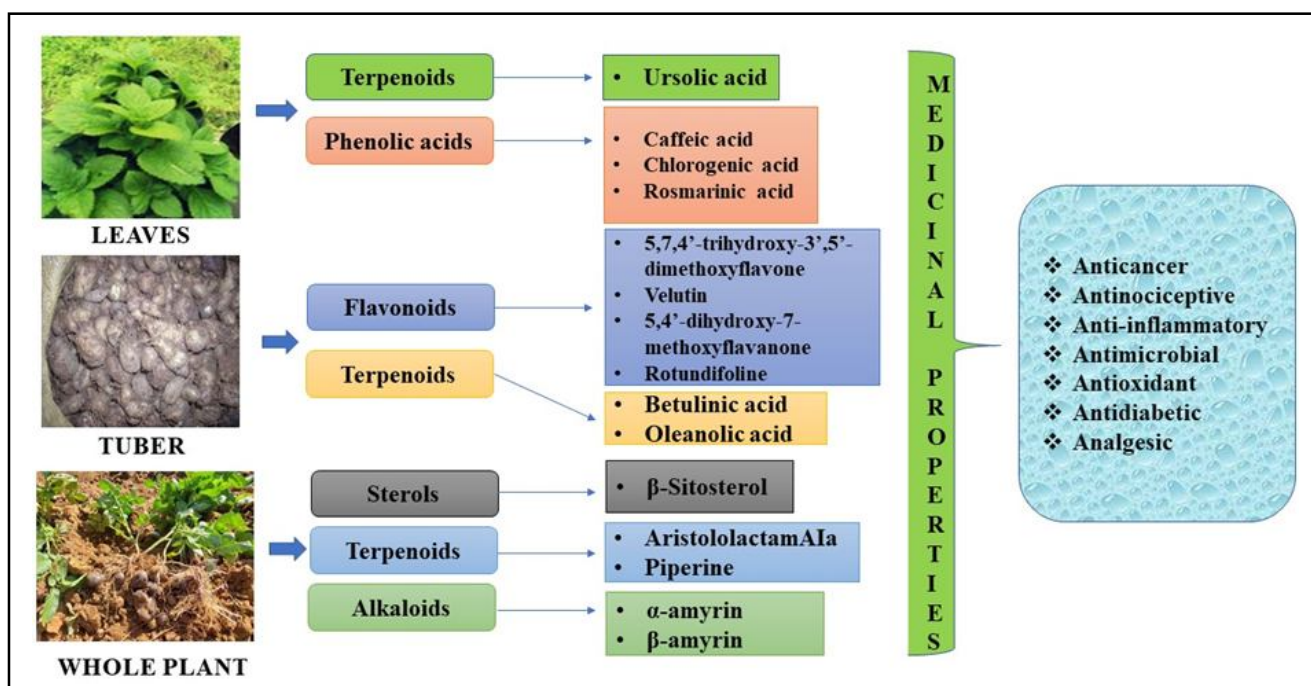 LEAVES
Terpenoids
• Ursolic acid
Phenolic acids
• Caffeic acid
• Chlorogenic acid
• Rosmarinic acid
TUBER
Flavonoids
• 5,7,4’-trihydroxy-3’,5’-
dimethoxyflavone
• Velutin
• 5,4’-dihydroxy-7-
methoxyflavanone
• Rotundifoline
Terpenoids
• Betulinic acid
• Oleanolic acid
WHOLE PLANT
Sterols
• β-Sitosterol
Terpenoids
• AristololactamAIa
• Piperine
Alkaloids
• α-amyrin
• β-amyrin
MEDICINAL PROPERTIES
❖ Anticancer
❖ Antinociceptive
❖ Anti-inflammatory
❖ Antimicrobial
❖ Antioxidant
❖ Antidiabetic
❖ Analgesic